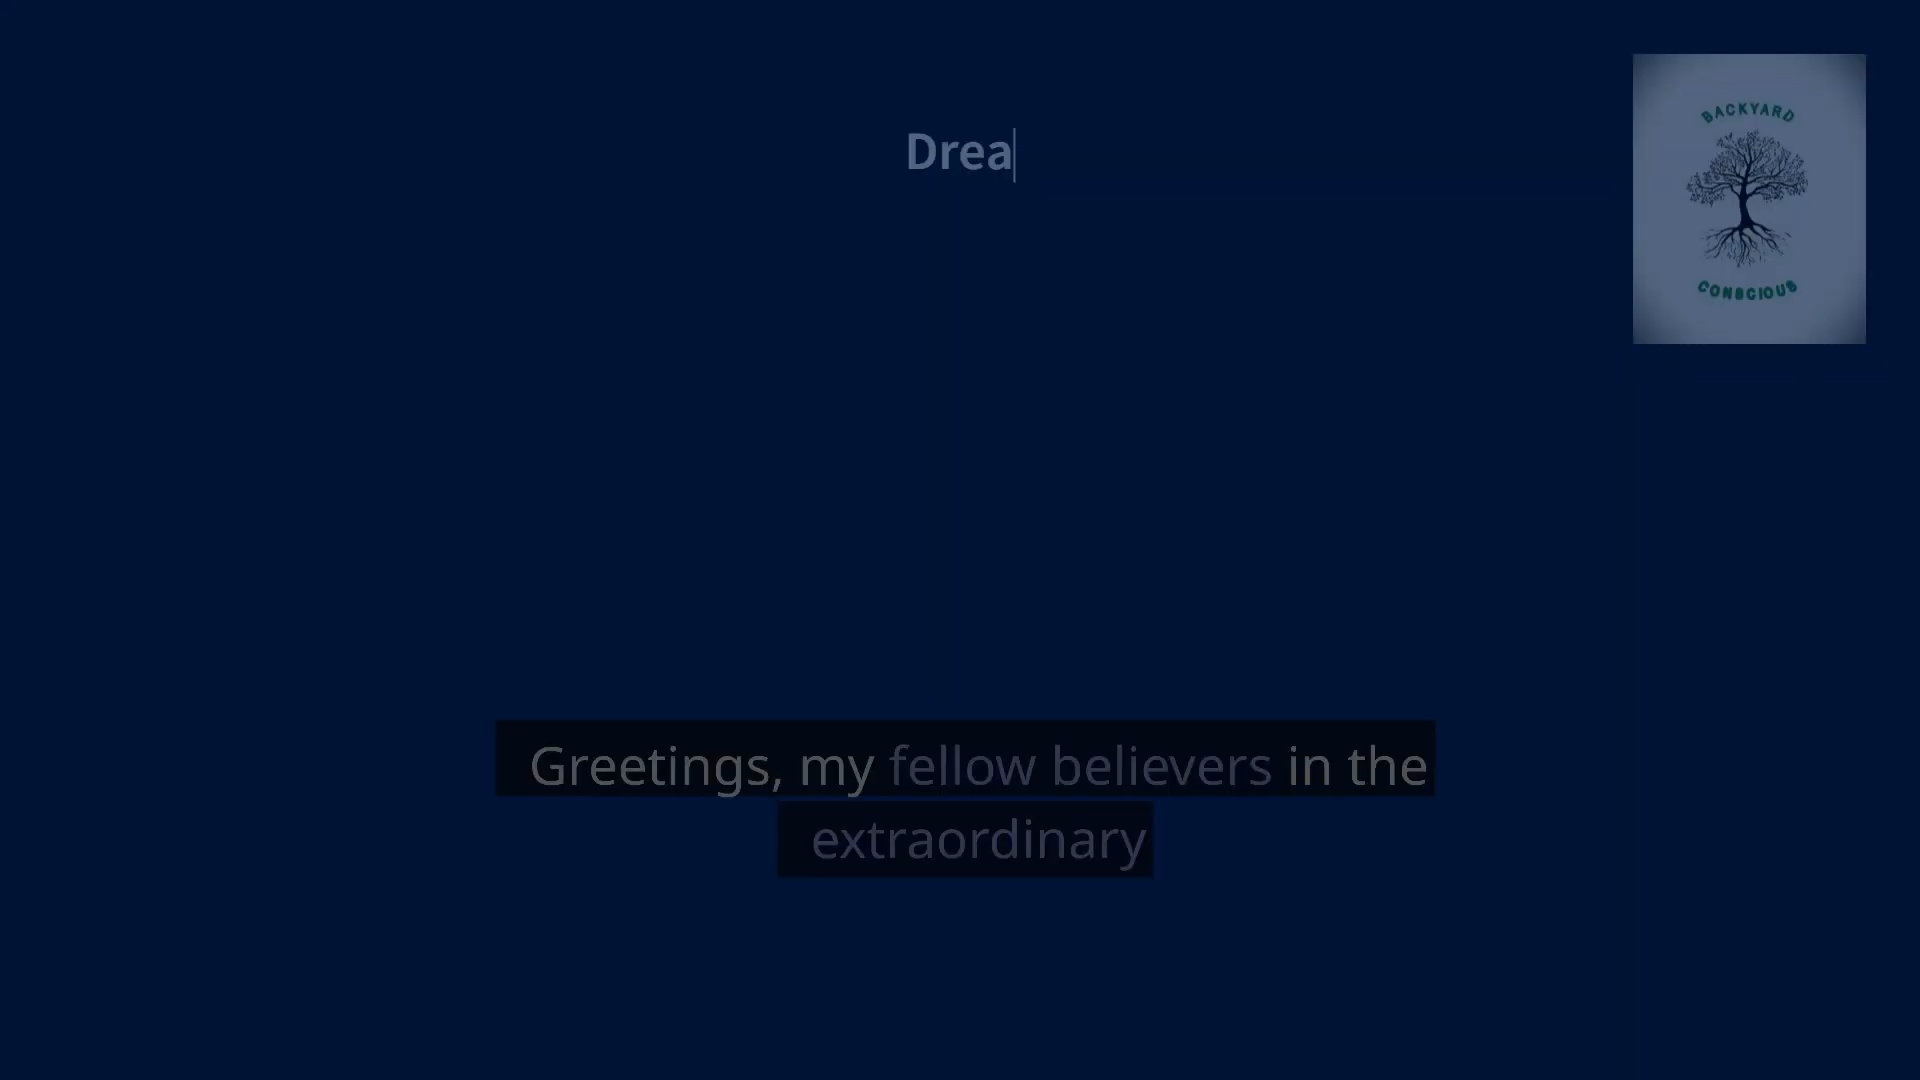 Drea
BACKYARD
CONSCIOUS
Greetings, my fellow believers in the
extraordinary